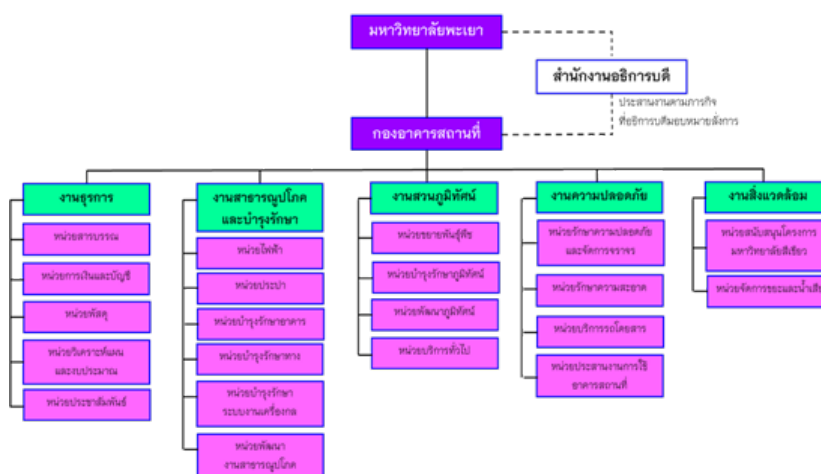 มหาวิทยาลัยพะเยา
สำนักงานอธิการบดี
ประสานงานตามภารกิจ
ที่อธิการบดีมอบหมายสั่งการ
กองอาคารสถานที่
งานธุรการ
หน่วยสารบรรณ
หน่วยการเงินและบัญชี
หน่วยพัสดุ
หน่วยวิเคราะห์แผน
และงบประมาณ
หน่วยประชาสัมพันธ์
งานสาธารณูปโภค
และบำรุงรักษา
หน่วยไฟฟ้า
หน่วยประปา
หน่วยบำรุงรักษาอาคาร
หน่วยบำรุงรักษาทาง
หน่วยบำรุงรักษา
ระบบงานเครื่องกล
หน่วยพัฒนา
งานสาธารณูปโภค
งานสวนภูมิทัศน์
หน่วยขยายพันธุ์พืช
หน่วยบำรุงรักษาภูมิทัศน์
หน่วยพัฒนาภูมิทัศน์
หน่วยบริการทั่วไป
งานความปลอดภัย
หน่วยรักษาความปลอดภัย
และจัดการจราจร
หน่วยรักษาความสะอาด
หน่วยบริการรถโดยสาร
หน่วยประสานงานการใช้
อาคารสถานที่
งานสิ่งแวดล้อม
หน่วยสนับสนุนโครงการ
มหาวิทยาลัยสีเขียว
หน่วยจัดการขยะและน้ำเสีย